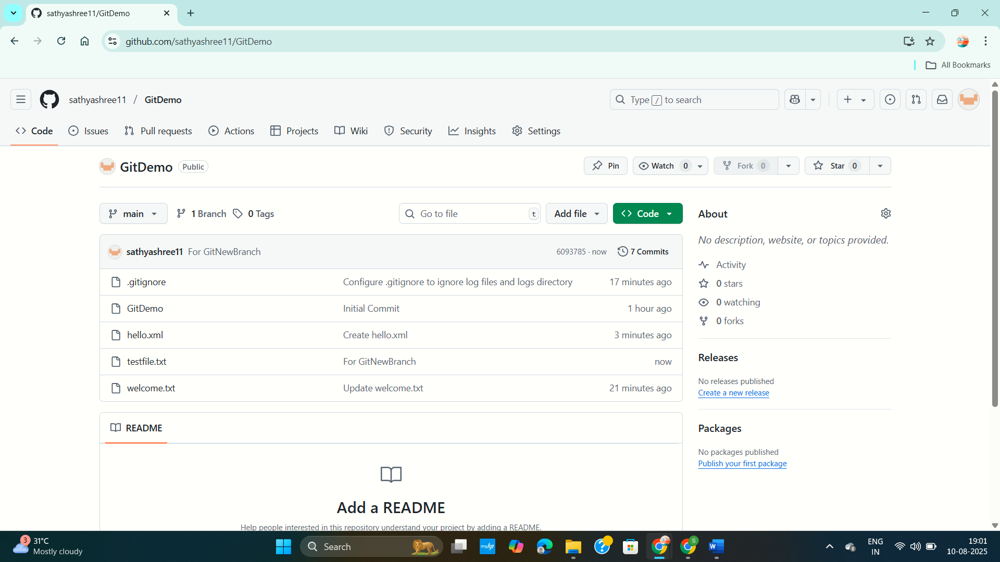 sathyashree11/GitDemo
github.com/sathyashree11/GitDemo
All Bookmarks
sathyashree11 / GitDemo
Type / to search
Code
Issues
Pull requests
Actions
Projects
Wiki
Security
Insights
Settings
GitDemo Public
Pin
Watch 0
Fork 0
Star 0
main
1 Branch
0 Tags
Go to file t
Add file
Code
sathyashree11 For GitNewBranch 6093785 · now 7 Commits
.gitignore Configure .gitignore to ignore log files and logs directory 17 minutes ago
GitDemo Initial Commit 1 hour ago
hello.xml Create hello.xml 3 minutes ago
testfile.txt For GitNewBranch now
welcome.txt Update welcome.txt 21 minutes ago
README
Add a README
Help people interested in this repository understand your project by adding a README.
About
No description, website, or topics provided.
Activity
0 stars
0 watching
0 forks
Releases
No releases published
Create a new release
Packages
No packages published
Publish your first package
3
31°C
Mostly cloudy
Search
myhp
S
W
ENG
IN
19:01
10-08-2025